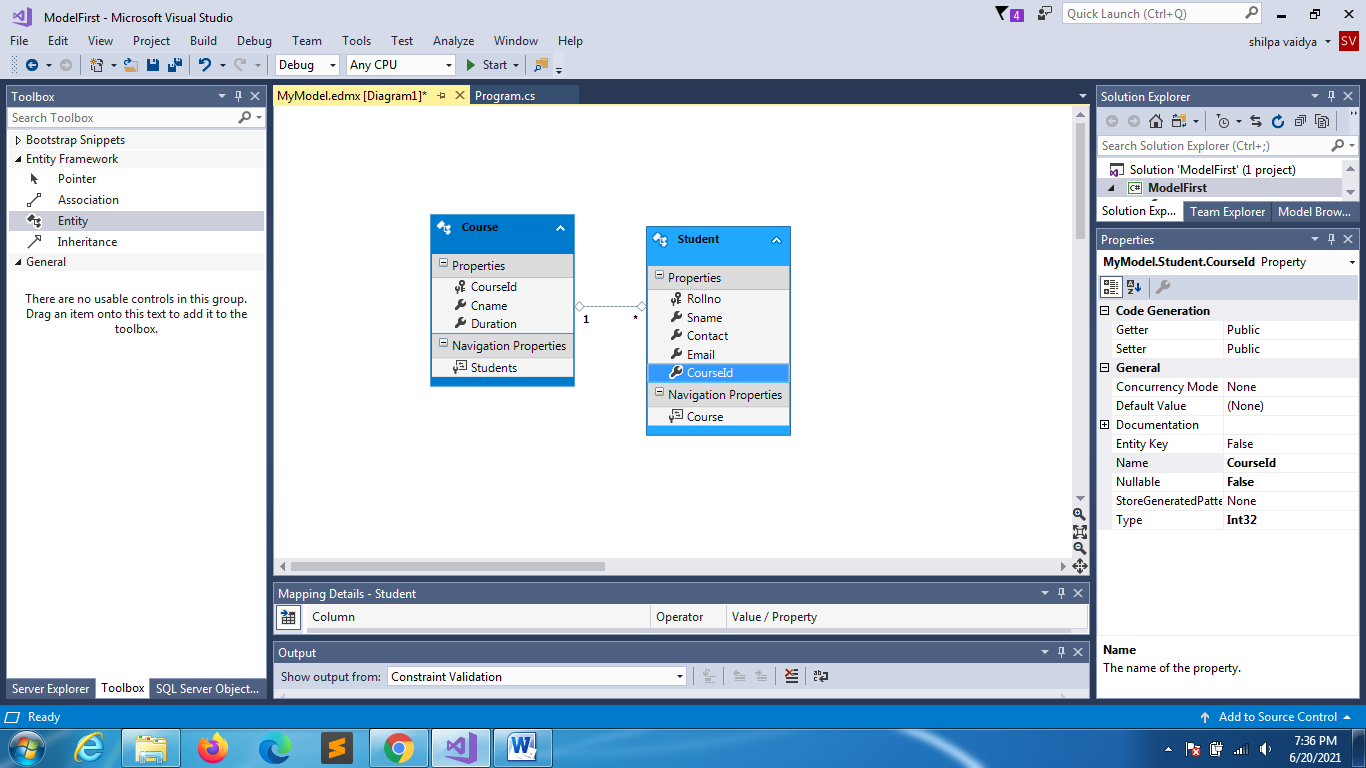 ModelFirst - Microsoft Visual Studio
4
Quick Launch (Ctrl+Q)
File Edit View Project Build Debug Team Tools Test Analyze Window Help
shilpa vaidya SV
Debug Any CPU Start
Toolbox
Search Toolbox
Bootstrap Snippets
Entity Framework
Pointer
Association
Entity
Inheritance
General
There are no usable controls in this group.
Drag an item onto this text to add it to the
toolbox.
Server Explorer Toolbox SQL Server Object...
MyModel.edmx [Diagram1]* Program.cs
Course
Properties
CourseId
Cname
Duration
Navigation Properties
Students
1 *
Student
Properties
Rollno
Sname
Contact
Email
CourseId
Navigation Properties
Course
Mapping Details - Student
Column Operator Value / Property
Output
Show output from: Constraint Validation
Solution Explorer
Search Solution Explorer (Ctrl+;)
Solution 'ModelFirst' (1 project)
C# ModelFirst
Solution Exp... Team Explorer Model Brow...
Properties
MyModel.Student.CourseId Property
Code Generation
Getter Public
Setter Public
General
Concurrency Mode None
Default Value (None)
Documentation
Entity Key False
Name CourseId
Nullable False
StoreGeneratedPatte None
Type Int32
Name
The name of the property.
Ready
Add to Source Control
7:36 PM
6/20/2021